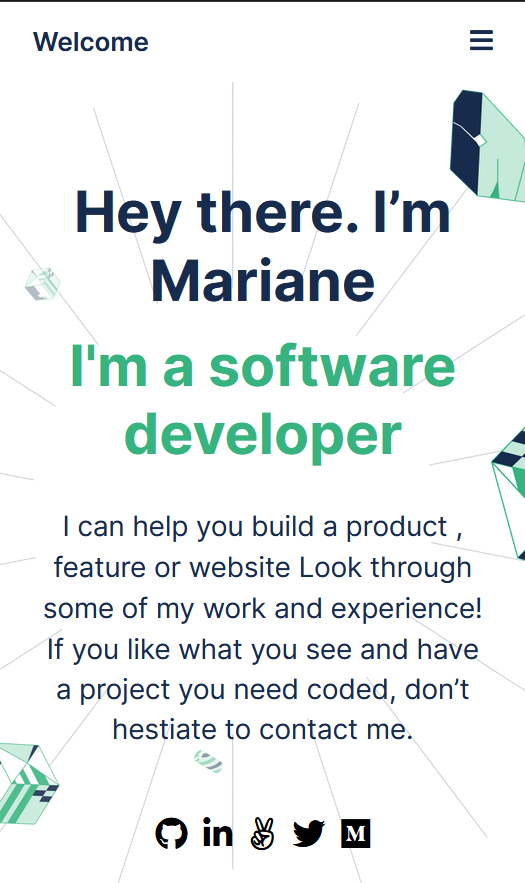 Welcome
Hey there. I’m
Mariane
I'm a software
developer
I can help you build a product ,
feature or website Look through
some of my work and experience!
If you like what you see and have
a project you need coded, don’t
hestiate to contact me.
in
M